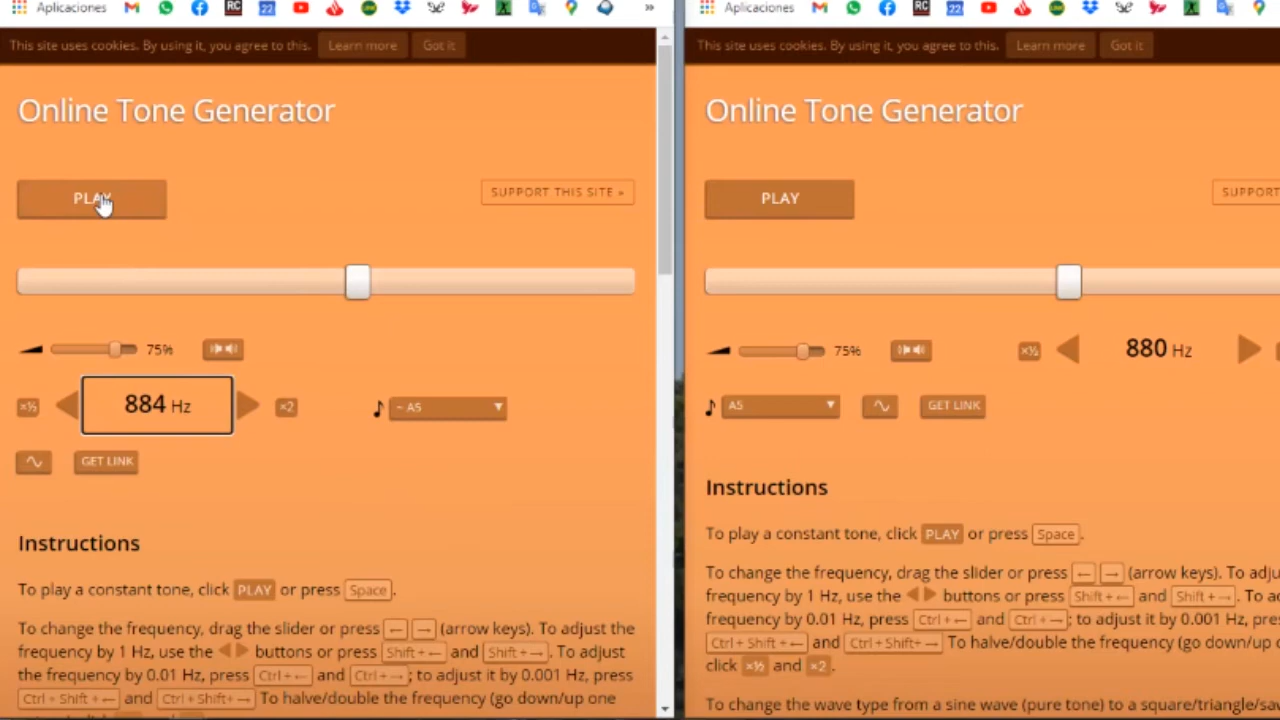 Aplicaciones RC 22 »
This site uses cookies. By using it, you agree to this. Learn more Got it
Online Tone Generator
PLAY
SUPPORT THIS SITE »
75%
×½ 884 Hz ×2 ~ A5
GET LINK
Instructions
To play a constant tone, click PLAY or press Space.
To change the frequency, drag the slider or press ← → (arrow keys). To adjust the
frequency by 1 Hz, use the buttons or press Shift + ← and Shift + →. To adjust
the frequency by 0.01 Hz, press Ctrl + ← and Ctrl + →; to adjust it by 0.001 Hz, press
Ctrl + Shift + ← and Ctrl + Shift + → To halve/double the frequency (go down/up one
Aplicaciones RC 22
This site uses cookies. By using it, you agree to this. Learn more Got it
Online Tone Generator
PLAY
SUPPORT
75% ×½ 880 Hz
A5 GET LINK
Instructions
To play a constant tone, click PLAY or press Space.
To change the frequency, drag the slider or press ← → (arrow keys). To adju
frequency by 1 Hz, use the buttons or press Shift + ← and Shift + →. To a
frequency by 0.01 Hz, press Ctrl + ← and Ctrl + →; to adjust it by 0.001 Hz, pres
Ctrl + Shift + ← and Ctrl + Shift + → To halve/double the frequency (go down/up o
click ×½ and ×2.
To change the wave type from a sine wave (pure tone) to a square/triangle/sa